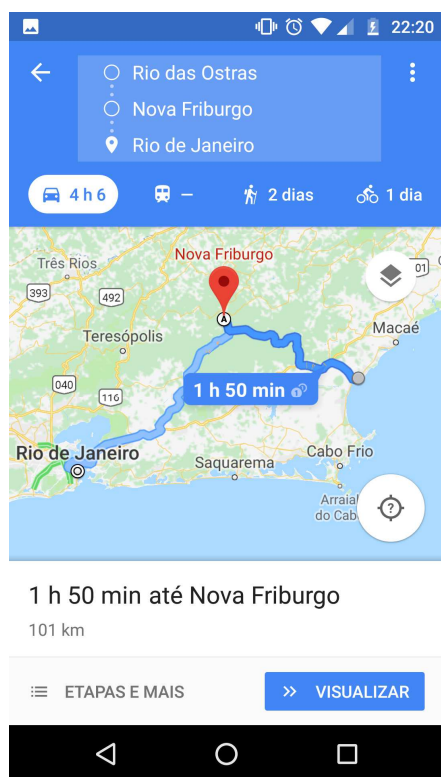 22:20
Rio das Ostras
Nova Friburgo
Rio de Janeiro
4 h 6
–
2 dias
1 dia
Nova Friburgo
Três Rios
01
393
492
Macaé
Teresópolis
040
116
1 h 50 min
Rio de Janeiro
Cabo Frio
Saquarema
Arraial
do Cab
?
A
1 h 50 min até Nova Friburgo
101 km
ETAPAS E MAIS
VISUALIZAR